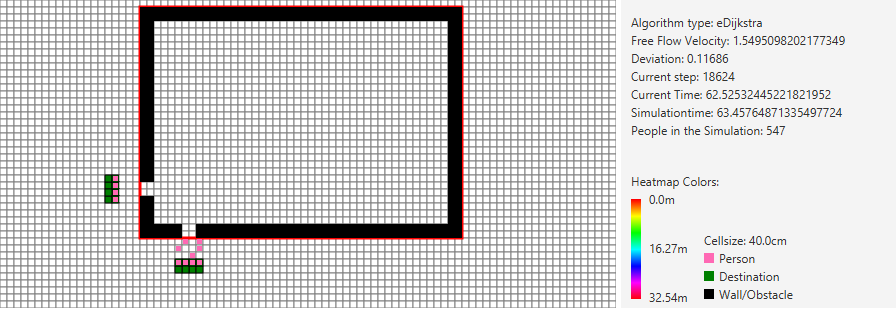 Algorithm type: eDijkstra
Free Flow Velocity: 1.5495098202177349
Deviation: 0.11686
Current step: 18624
Current Time: 62.52532445221821952
Simulationtime: 63.45764871335497724
People in the Simulation: 547
Heatmap Colors:
0.0m
16.27m
32.54m
Cellsize: 40.0cm
Person
Destination
Wall/Obstacle